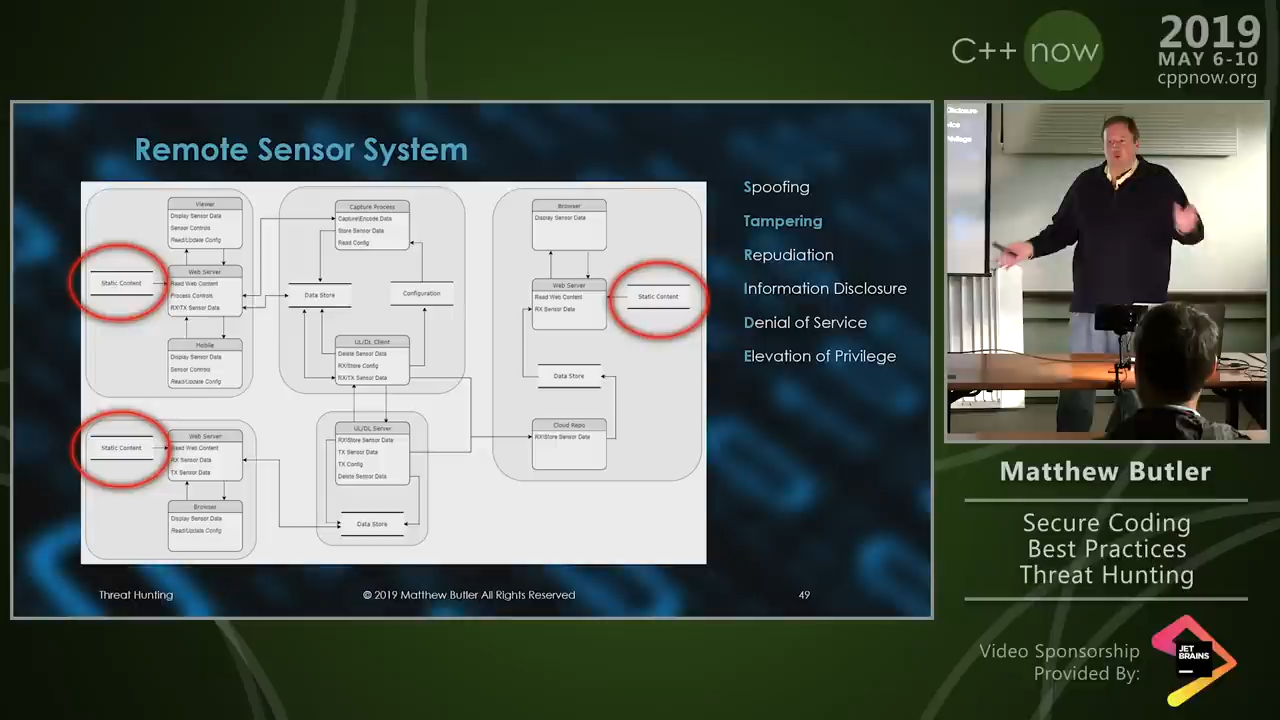 C++ now
2019
MAY 6-10
cppnow.org
Remote Sensor System
Viewer
Display Sensor Data
Sensor Controls
Read/Update Config
Static Content
Web Server
Read Web Content
Process Controls
RX\TX Sensor Data
Mobile
Display Sensor Data
Sensor Controls
Read/Update Config
Capture Process
Capture\Encode Data
Store Sensor Data
Read Config
Data Store
Configuration
UL/DL Client
Delete Sensor Data
RX/Store Config
RX/TX Sensor Data
Browser
Display Sensor Data
Web Server
Read Web Content
RX Sensor Data
Static Content
Data Store
Cloud Repo
RX\Store Sensor Data
Static Content
Web Server
Read Web Content
RX Sensor Data
TX Sensor Data
Browser
Display Sensor Data
Read/Update Config
UL/DL Server
RX\Store Sensor Data
TX Sensor Data
TX Config
Delete Sensor Data
Data Store
Spoofing
Tampering
Repudiation
Information Disclosure
Denial of Service
Elevation of Privilege
Threat Hunting
© 2019 Matthew Butler All Rights Reserved
49
Matthew Butler
Secure Coding
Best Practices
Threat Hunting
Video Sponsorship
Provided By:
JET
BRAINS